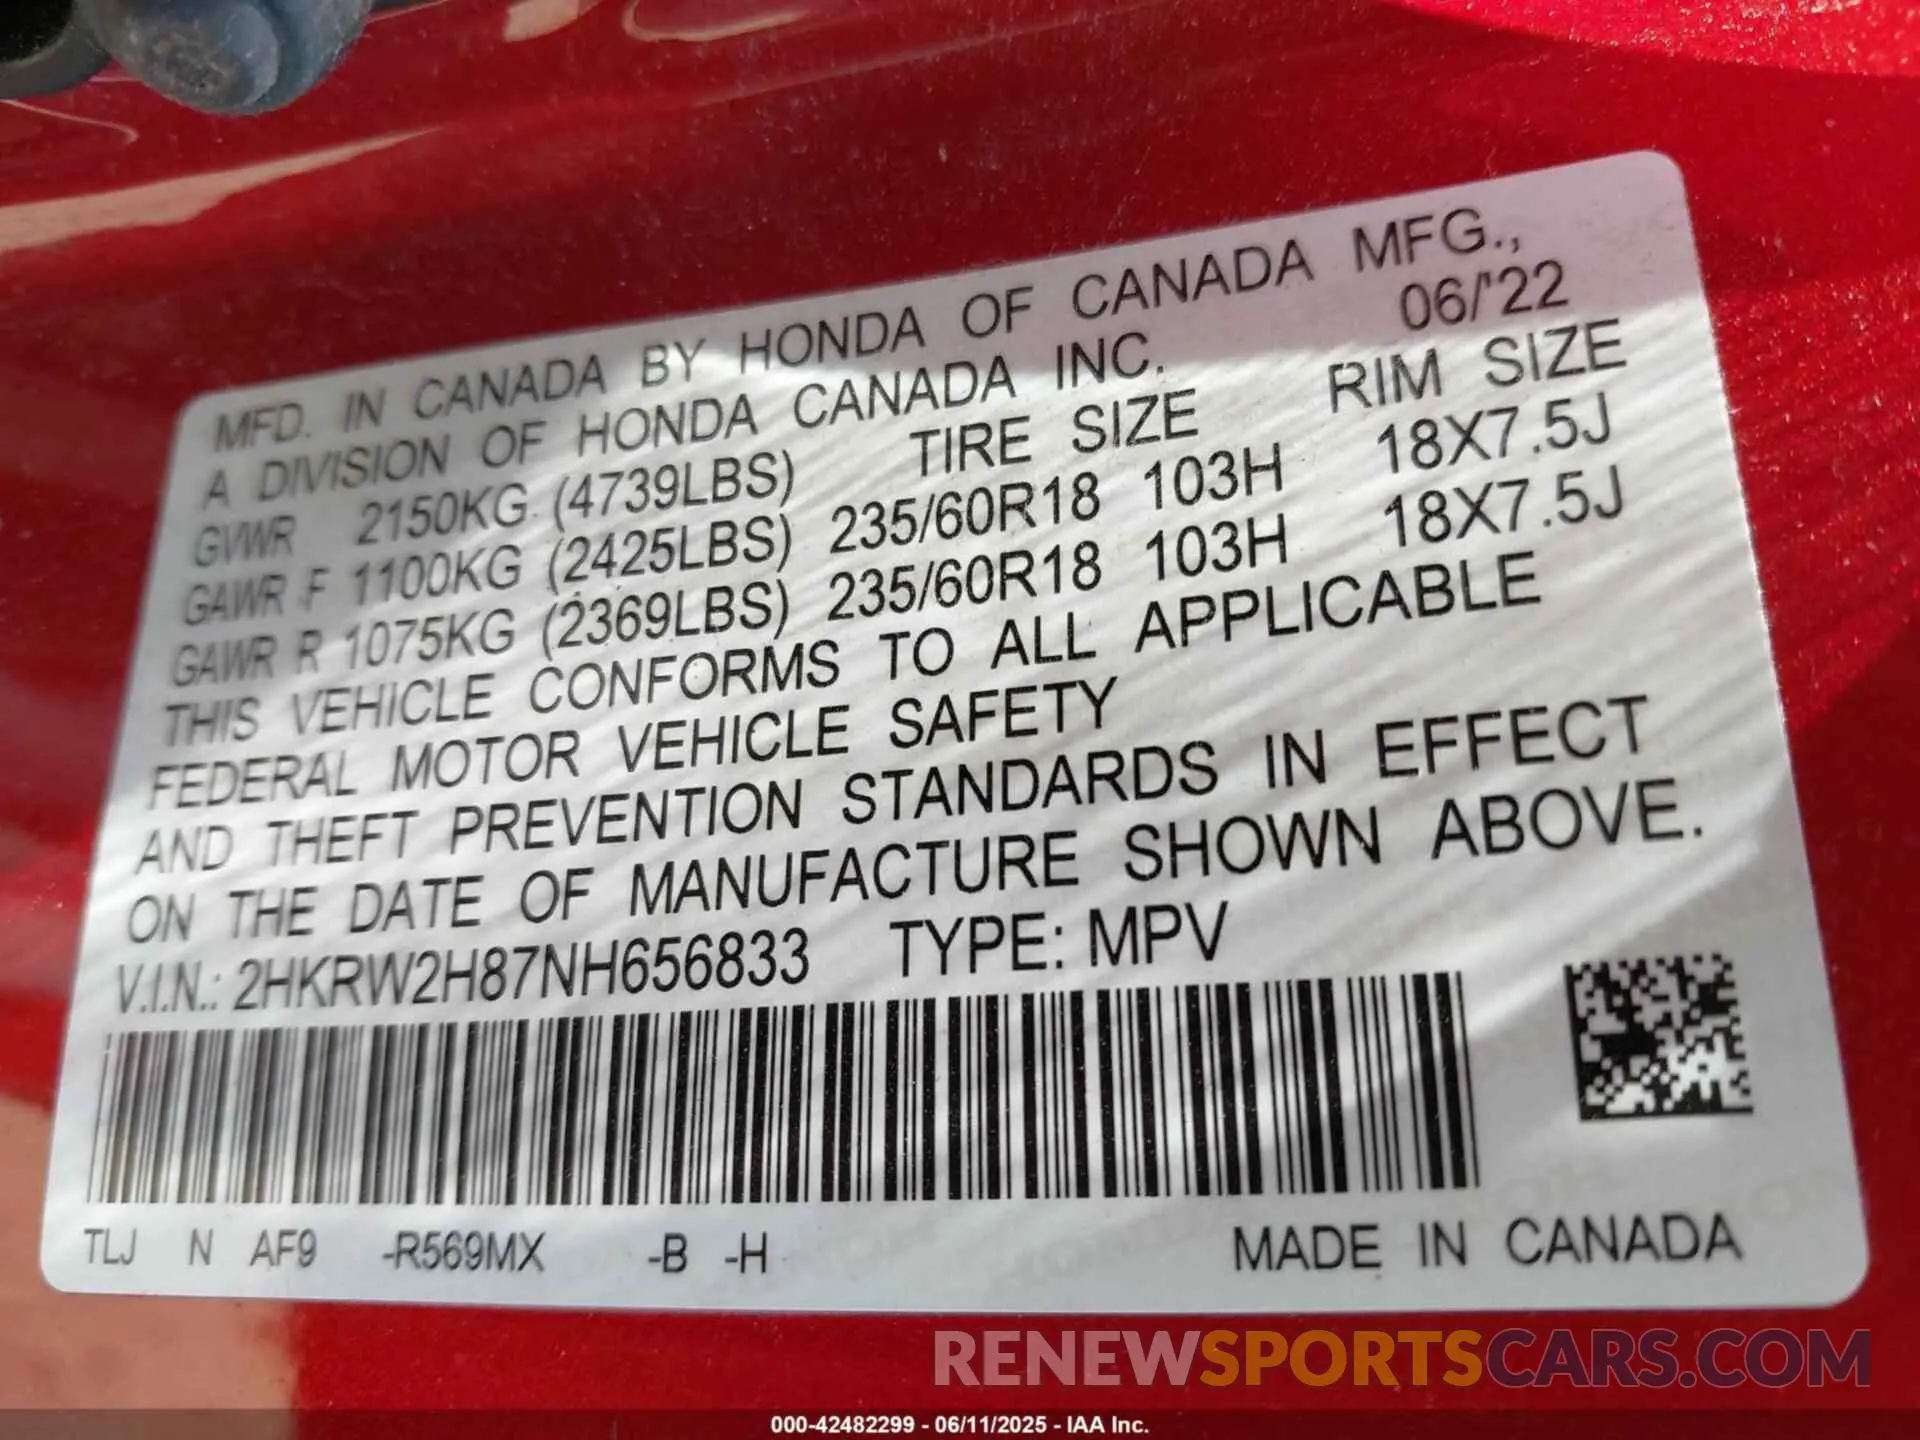 MFD. IN CANADA BY HONDA OF CANADA MFG.,
A DIVISION OF HONDA CANADA INC. 06/'22
GVWR 2150KG (4739LBS) TIRE SIZE RIM SIZE
GAWR F 1100KG (2425LBS) 235/60R18 103H 18X7.5J
GAWR R 1075KG (2369LBS) 235/60R18 103H 18X7.5J
THIS VEHICLE CONFORMS TO ALL APPLICABLE
FEDERAL MOTOR VEHICLE SAFETY
AND THEFT PREVENTION STANDARDS IN EFFECT
ON THE DATE OF MANUFACTURE SHOWN ABOVE.
V.I.N.: 2HKRW2H87NH656833 TYPE: MPV
TLJ N AF9 -R569MX -B -H MADE IN CANADA
RENEWSPORTSCARS.COM
000-42482299 - 06/11/2025 - IAA Inc.